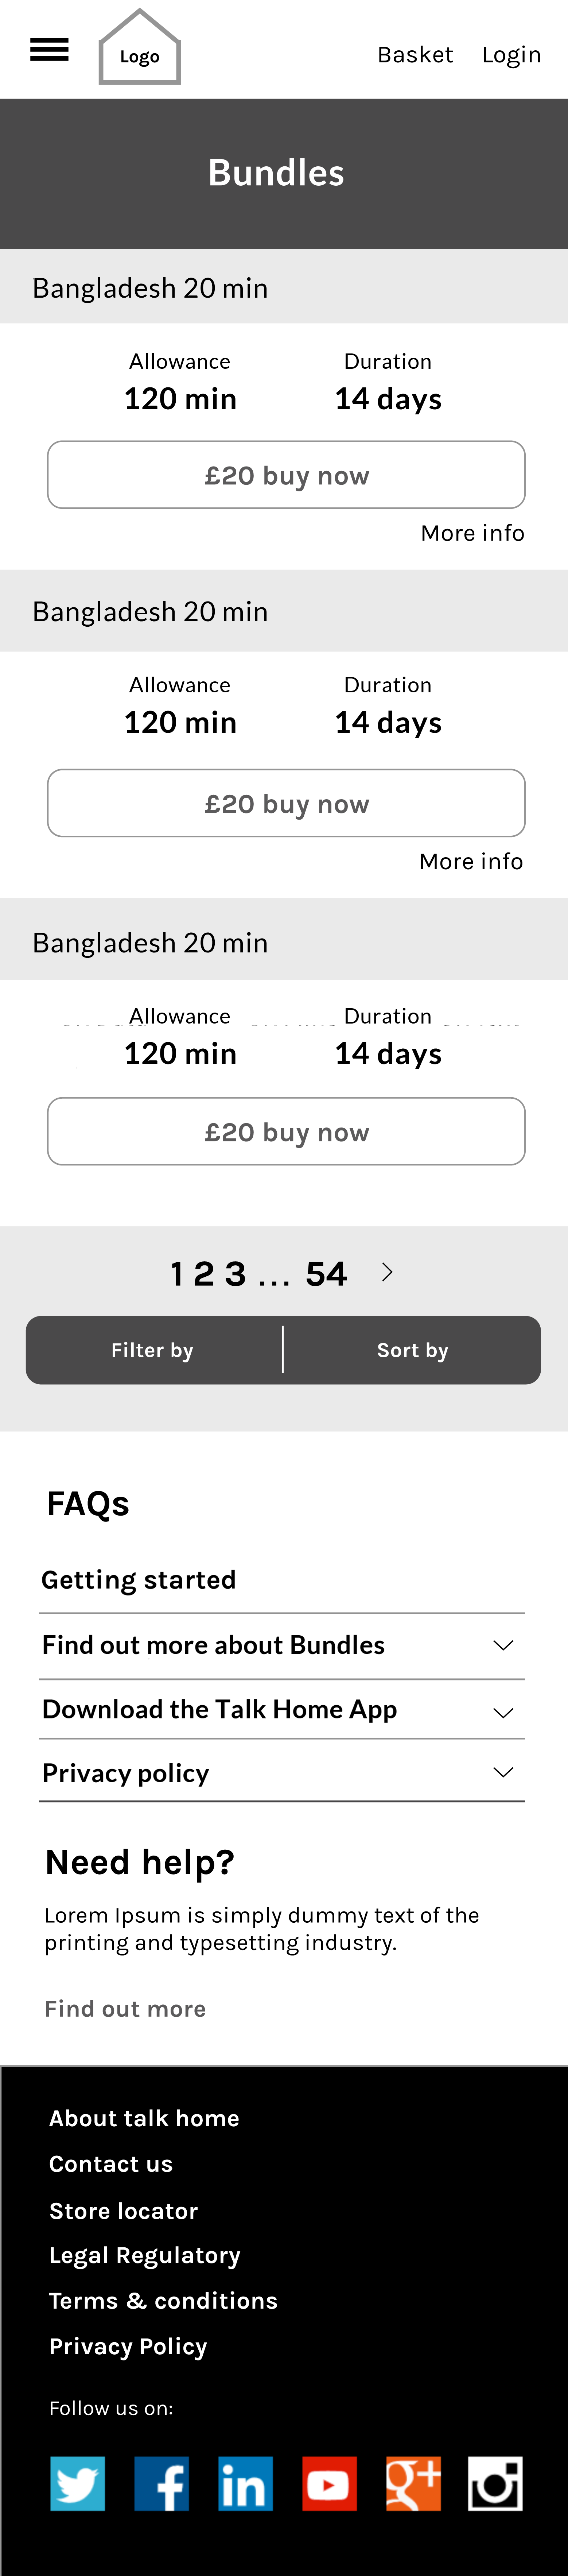 Logo
Basket Login
Bundles
Bangladesh 20 min
Allowance Duration
120 min 14 days
£20 buy now
More info
Bangladesh 20 min
Allowance Duration
120 min 14 days
£20 buy now
More info
Bangladesh 20 min
Allowance Duration
120 min 14 days
£20 buy now
1 2 3 ... 54 >
Filter by Sort by
FAQs
Getting started
Find out more about Bundles
Download the Talk Home App
Privacy policy
Need help?
Lorem Ipsum is simply dummy text of the
printing and typesetting industry.
Find out more
About talk home
Contact us
Store locator
Legal Regulatory
Terms & conditions
Privacy Policy
Follow us on:
f in g+